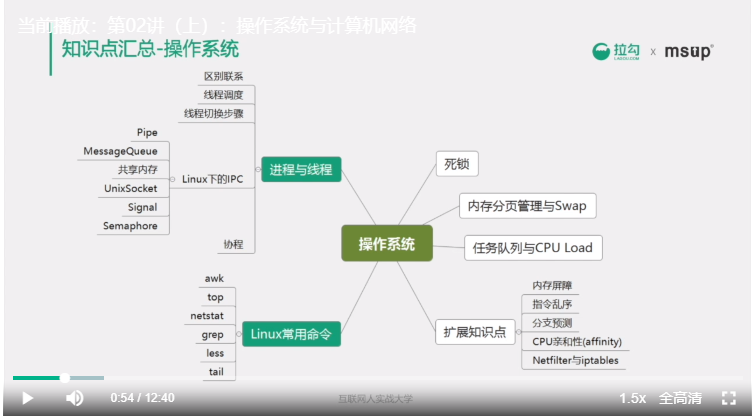 当前播放：第02讲（上）：操作系统与计算机网络
知识点汇总-操作系统
拉勾 x msup®
LAGOU.COM
区别联系
线程调度
线程切换步骤
Pipe
MessageQueue
共享内存
UnixSocket
Signal
Semaphore
Linux下的IPC
协程
进程与线程
awk
top
netstat
grep
less
tail
Linux常用命令
操作系统
死锁
内存分页管理与Swap
任务队列与CPU Load
扩展知识点
内存屏障
指令乱序
分支预测
CPU亲和性(affinity)
Netfilter与iptables
0:54 / 12:40
互联网人实战大学
1.5x 全高清